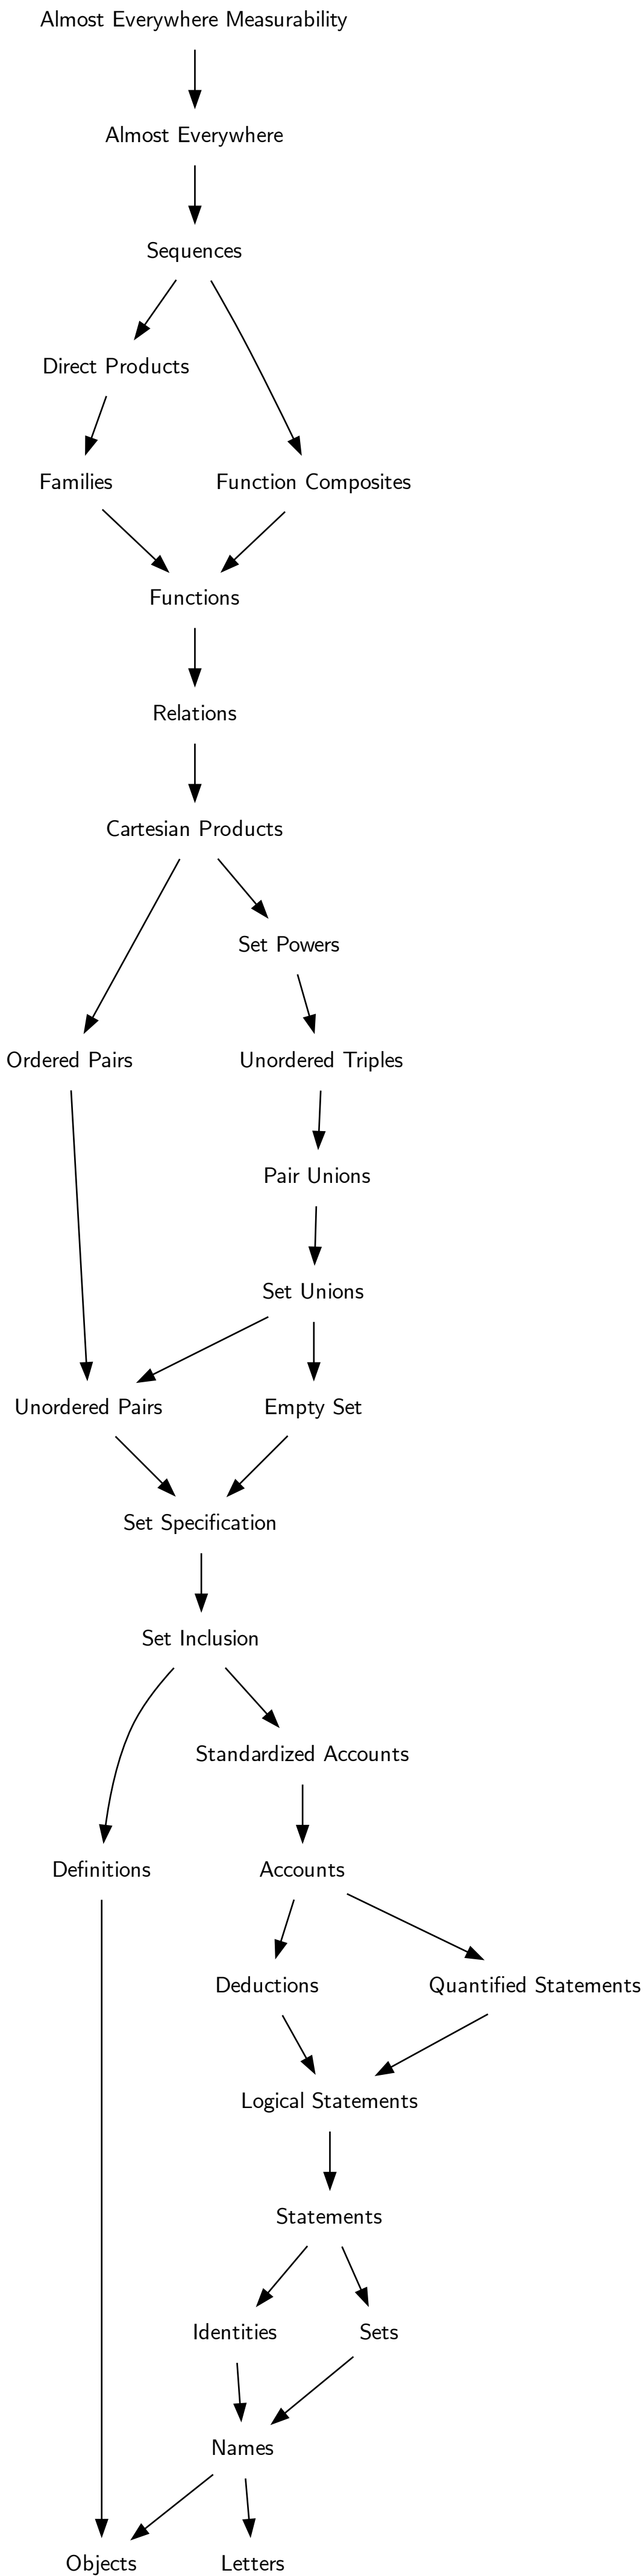 Almost Everywhere Measurability
Almost Everywhere
Sequences
Direct Products
Families
Function Composites
Functions
Relations
Cartesian Products
Set Powers
Ordered Pairs
Unordered Triples
Pair Unions
Set Unions
Unordered Pairs
Empty Set
Set Specification
Set Inclusion
Standardized Accounts
Definitions
Accounts
Deductions
Quantified Statements
Logical Statements
Statements
Identities
Sets
Names
Objects
Letters